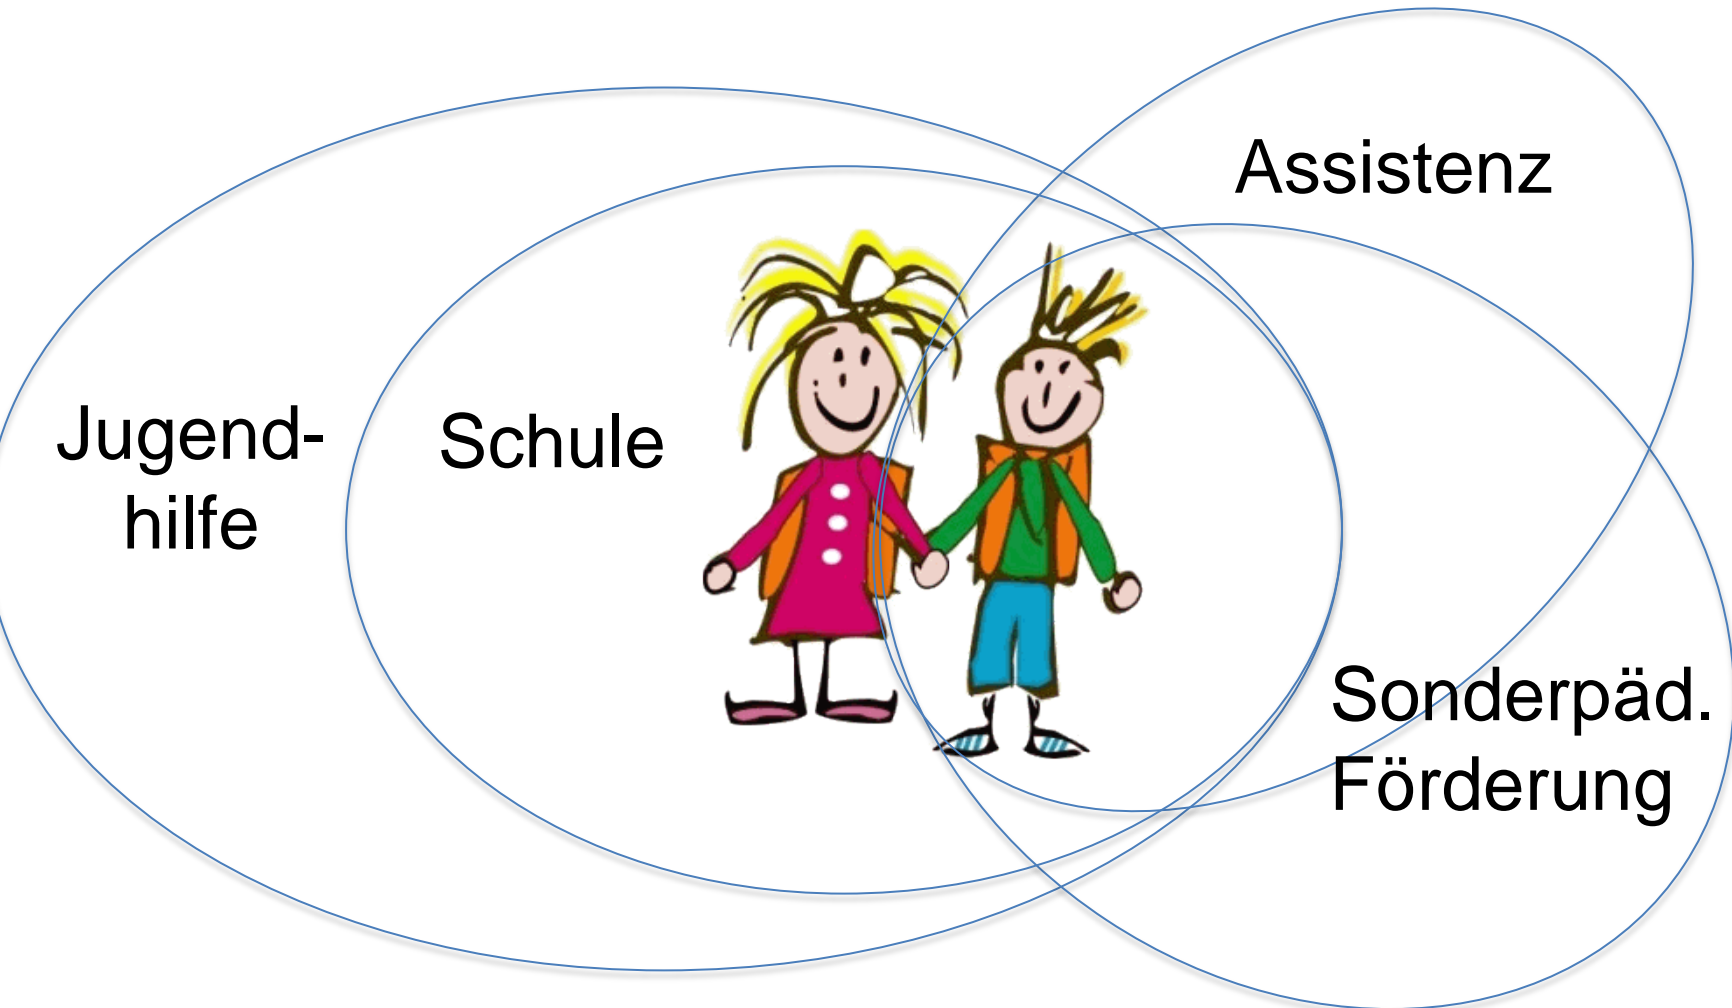 Assistenz
Jugend-
hilfe
Schule
Sonderpäd.
Förderung